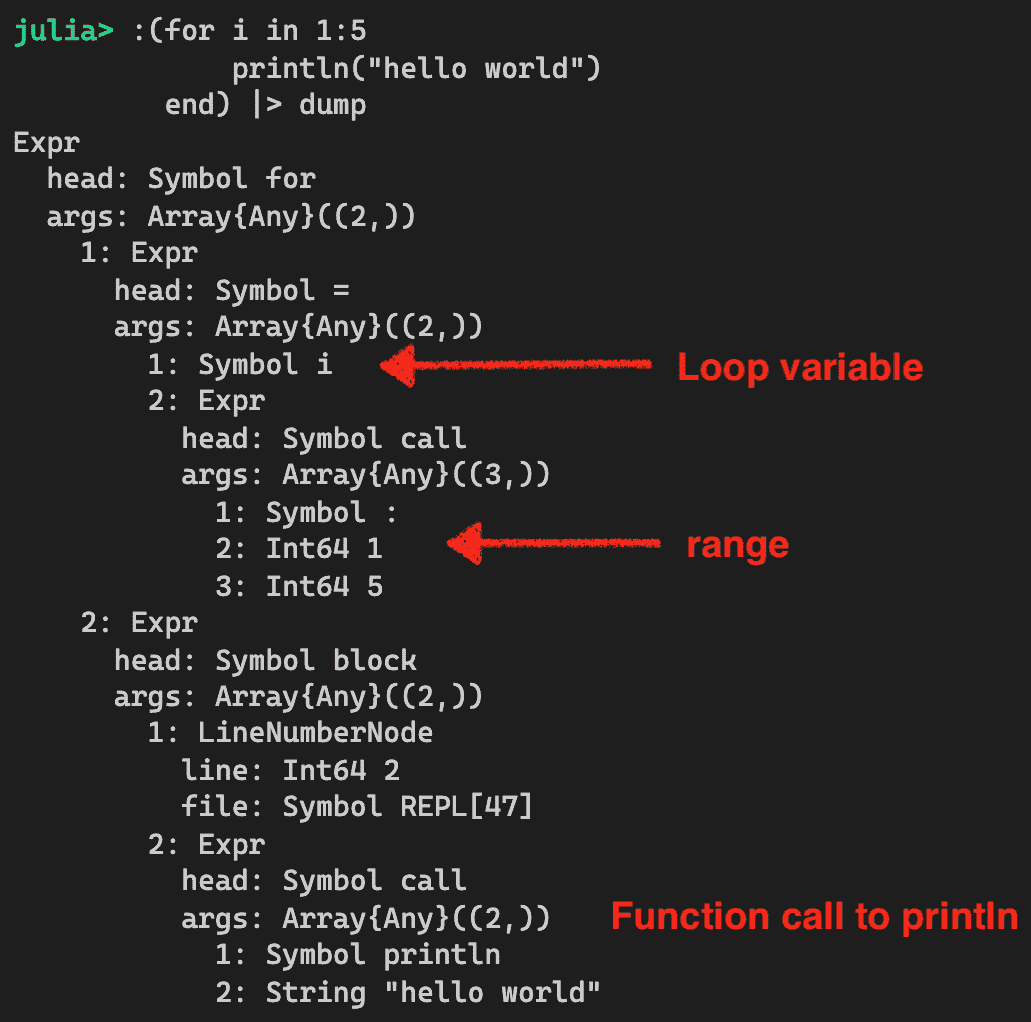 julia> :(for i in 1:5
println("hello world")
end) |> dump
Expr
head: Symbol for
args: Array{Any}((2,))
1: Expr
head: Symbol =
args: Array{Any}((2,))
1: Symbol i
Loop variable
2: Expr
head: Symbol call
args: Array{Any}((3,))
1: Symbol :
2: Int64 1
range
3: Int64 5
2: Expr
head: Symbol block
args: Array{Any}((2,))
1: LineNumberNode
line: Int64 2
file: Symbol REPL[47]
2: Expr
head: Symbol call
args: Array{Any}((2,))
Function call to println
1: Symbol println
2: String "hello world"